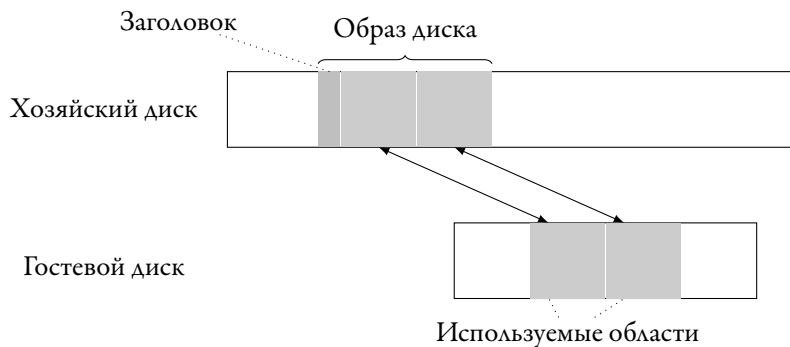 Заголовок
Образ диска
Хозяйский диск
Гостевой диск
Используемые области